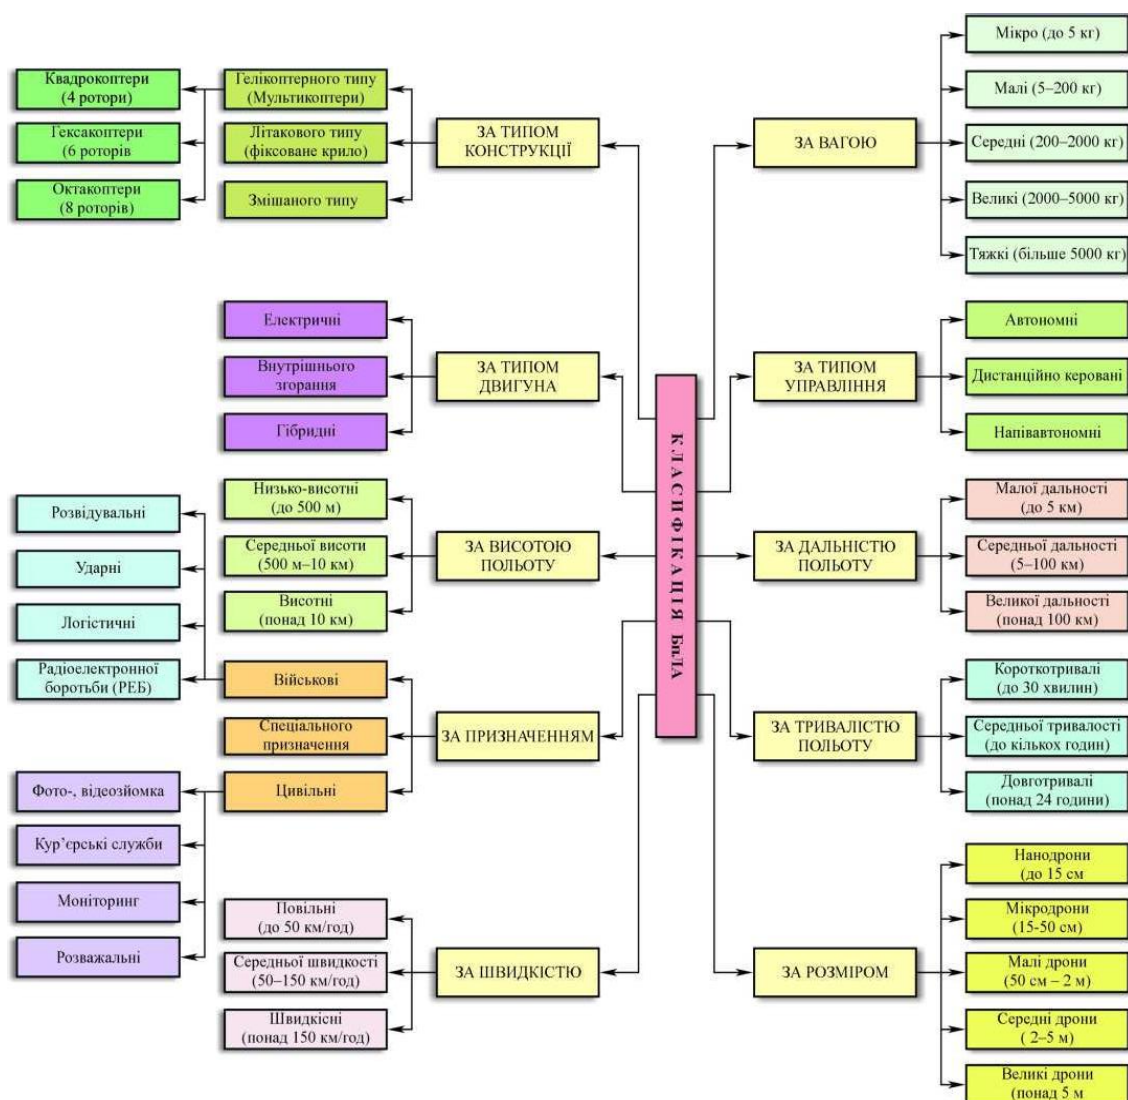 КЛАСИФІКАЦІЯ БпЛА
ЗА ТИПОМ
КОНСТРУКЦІЇ
Гелікоптерного типу
(Мультикоптери)
Квадрокоптери
(4 ротори)
Гексакоптери
(6 роторів
Октакоптери
(8 роторів)
Літакового типу
(фіксоване крило)
Змішаного типу
ЗА ТИПОМ
ДВИГУНА
Електричні
Внутрішнього
згорання
Гібридні
ЗА ВИСОТОЮ
ПОЛЬОТУ
Низько-висотні
(до 500 м)
Середньої висоти
(500 м–10 км)
Висотні
(понад 10 км)
ЗА ПРИЗНАЧЕННЯМ
Військові
Розвідувальні
Ударні
Логістичні
Радіоелектронної
боротьби (РЕБ)
Спеціального
призначення
Цивільні
Фото-, відеозйомка
Кур’єрські служби
Моніторинг
Розважальні
ЗА ШВИДКІСТЮ
Повільні
(до 50 км/год)
Середньої швидкості
(50–150 км/год)
Швидкісні
(понад 150 км/год)
ЗА ВАГОЮ
Мікро (до 5 кг)
Малі (5–200 кг)
Середні (200–2000 кг)
Великі (2000–5000 кг)
Тяжкі (більше 5000 кг)
ЗА ТИПОМ
УПРАВЛІННЯ
Автономні
Дистанційно керовані
Напівавтономні
ЗА ДАЛЬНІСТЮ
ПОЛЬОТУ
Малої дальності
(до 5 км)
Середньої дальності
(5–100 км)
Великої дальності
(понад 100 км)
ЗА ТРИВАЛІСТЮ
ПОЛЬОТУ
Короткотривалі
(до 30 хвилин)
Середньої тривалості
(до кількох годин)
Довготривалі
(понад 24 години)
ЗА РОЗМІРОМ
Нанодрони
(до 15 см
Мікродрони
(15-50 см)
Малі дрони
(50 см – 2 м)
Середні дрони
( 2–5 м)
Великі дрони
(понад 5 м